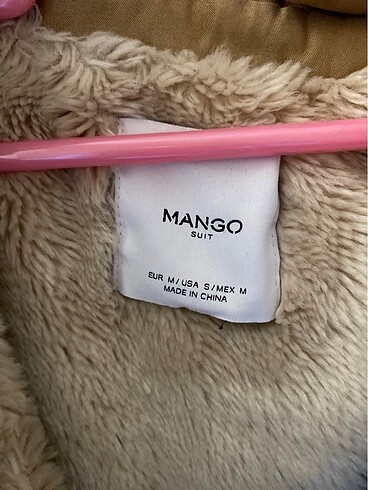 MANGO
SUIT
EUR M/USA S/MEX M
MADE IN CHINA